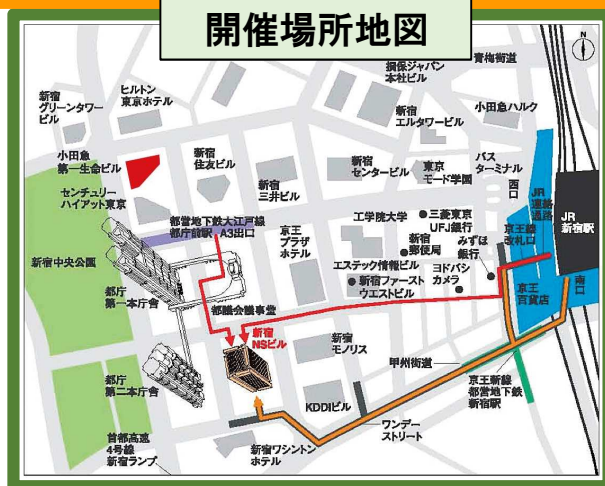 開催場所地図
N
青梅街道
損保ジャパン
本社ビル
ヒルトン
東京ホテル
新宿
グリーンタワー
ビル
新宿
エルタワービル
小田急ハルク
小田急
第一生命ビル
新宿
住友ビル
新宿
センタービル
東京
モード学園
バス
ターミナル
新宿
三井ビル
センチュリー
ハイアット東京
西口
JR
連絡
通路
都営地下鉄大江戸線
都庁前駅 A3出口
工学院大学
三菱東京
UFJ銀行
京王線
改札口
JR
新宿駅
京王
プラザ
ホテル
新宿
郵便局
みずほ
銀行
新宿中央公園
エステック情報ビル
ヨドバシ
カメラ
南口
都庁
第一本庁舎
新宿ファースト
ウエストビル
京王
百貨店
都議会議事堂
新宿
NSビル
新宿
モノリス
甲州街道
都庁
第二本庁舎
京王新線
都営地下鉄
新宿駅
KDDIビル
ワンデー
ストリート
首都高速
4号線
新宿ランプ
新宿ワシントン
ホテル